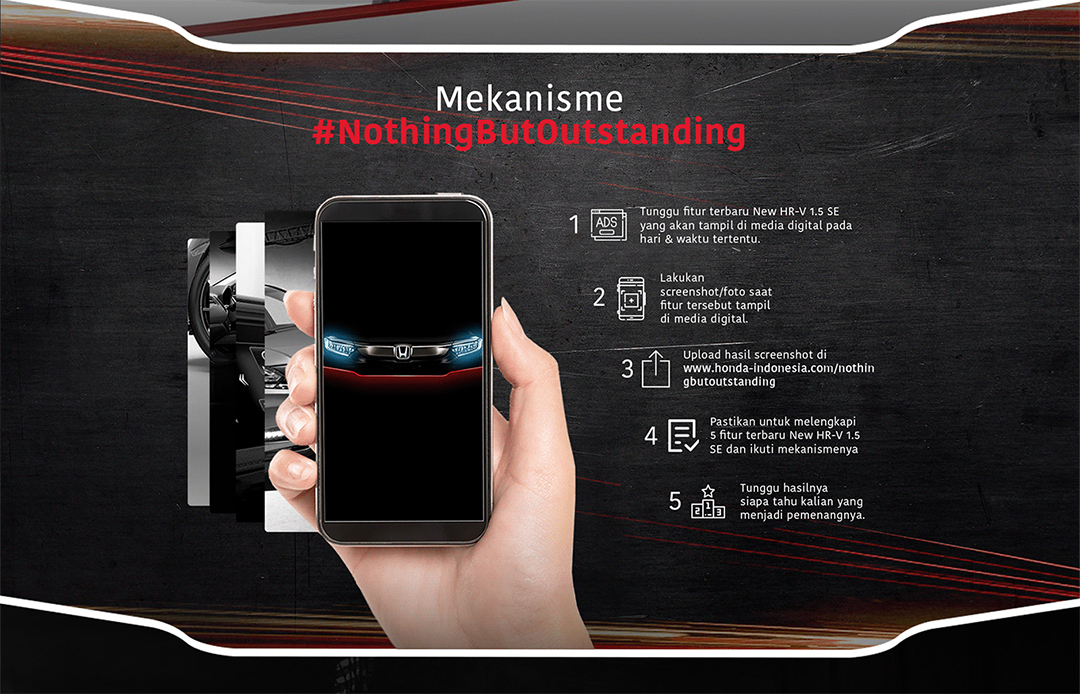 Mekanisme
#NothingButOutstanding
1
ADS
Tunggu fitur terbaru New HR-V 1.5 SE
yang akan tampil di media digital pada
hari & waktu tertentu.
2
Lakukan
screenshot/foto saat
fitur tersebut tampil
di media digital.
3
Upload hasil screenshot di
www.honda-indonesia.com/nothin
gbutoutstanding
4
Pastikan untuk melengkapi
5 fitur terbaru New HR-V 1.5
SE dan ikuti mekanismenya
5
2 1 3
Tunggu hasilnya
siapa tahu kalian yang
menjadi pemenangnya.